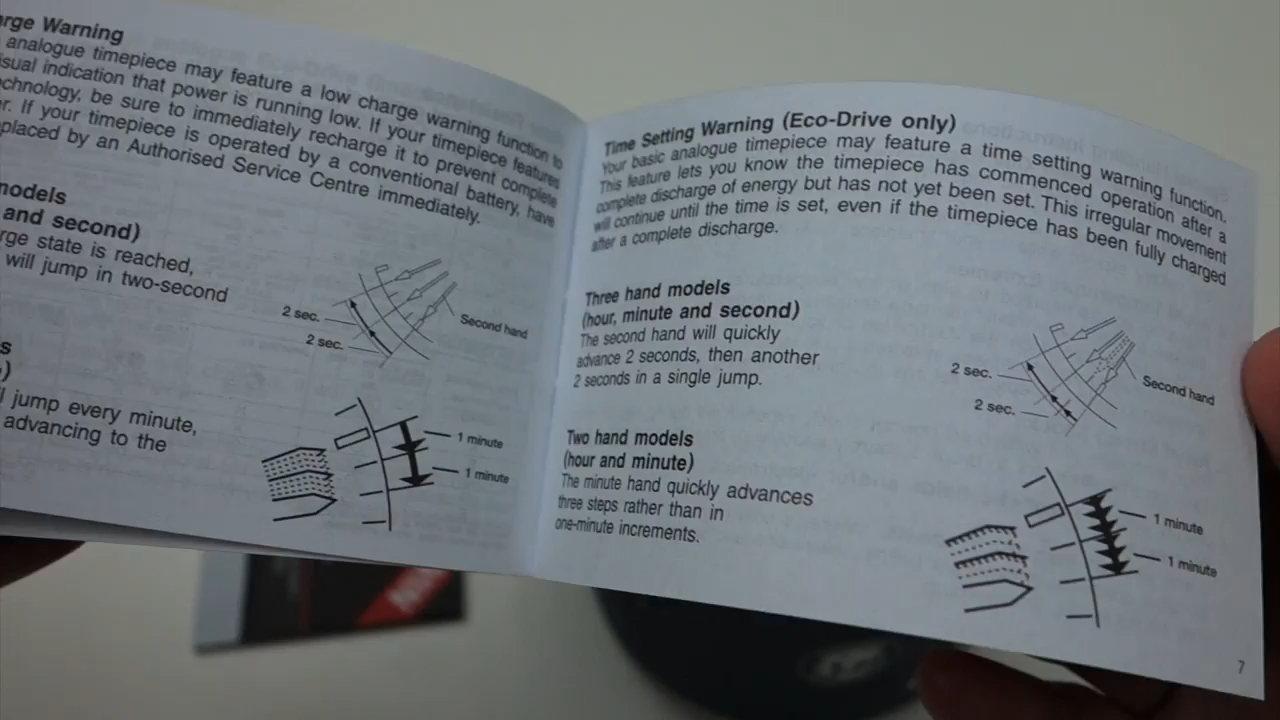 rge Warning
analogue timepiece may feature a low charge warning function to
isual indication that power is running low. If your timepiece features
chnology, be sure to immediately recharge it to prevent complete
r. If your timepiece is operated by a conventional battery, have
placed by an Authorised Service Centre immediately.
models
and second)
rge state is reached,
will jump in two-second
2 sec.
2 sec.
Second hand
s
)
l jump every minute,
advancing to the
1 minute
1 minute
Time Setting Warning (Eco-Drive only)
Your basic analogue timepiece may feature a time setting warning function.
This feature lets you know the timepiece has commenced operation after a
complete discharge of energy but has not yet been set. This irregular movement
will continue until the time is set, even if the timepiece has been fully charged
after a complete discharge.
Three hand models
(hour, minute and second)
The second hand will quickly
advance 2 seconds, then another
2 seconds in a single jump.
2 sec.
2 sec.
Second hand
Two hand models
(hour and minute)
The minute hand quickly advances
three steps rather than in
one-minute increments.
1 minute
1 minute
7